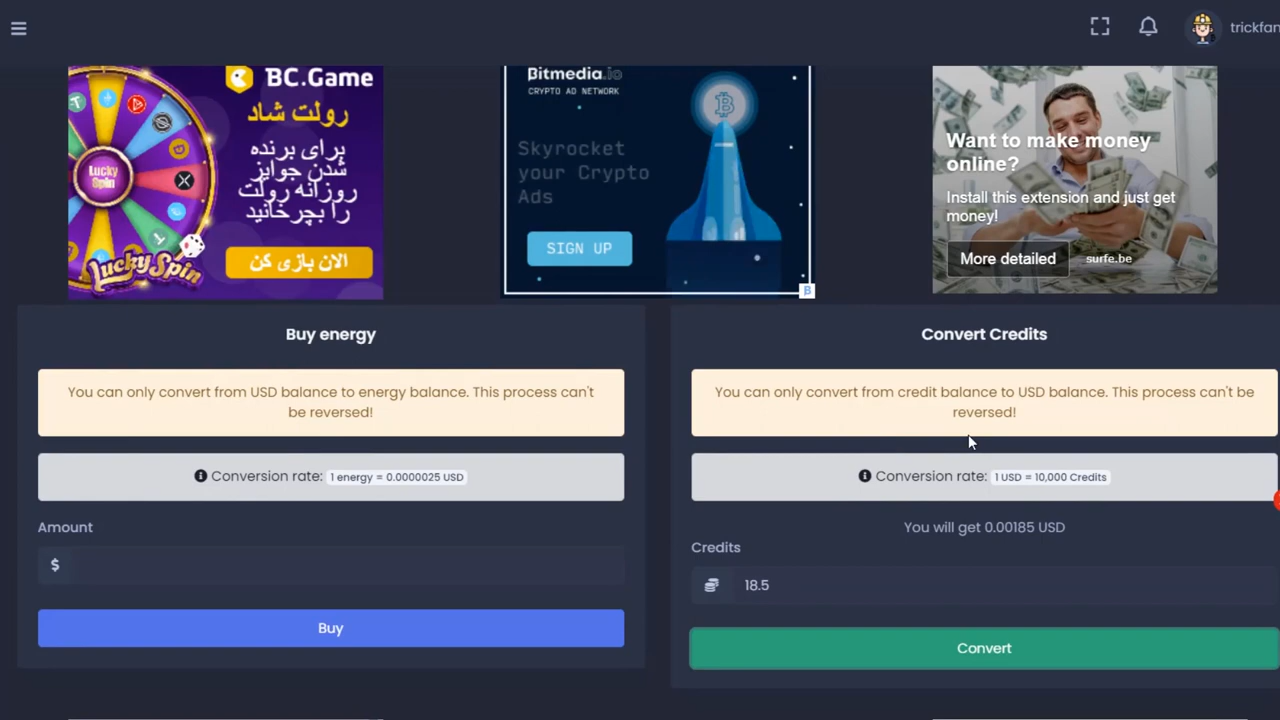 trickfan
BC.Game
رولت شاد
برای برنده
شدن جوایز
روزانه رولت
را بچرخانید
Lucky
Spin
LuckySpin
الان بازی کن
Bitmedia.io
CRYPTO AD NETWORK
Skyrocket
your Crypto
Ads
SIGN UP
Want to make money
online?
Install this extension and just get
money!
More detailed
surfe.be
Buy energy
You can only convert from USD balance to energy balance. This process can't
be reversed!
Conversion rate: 1 energy = 0.0000025 USD
Amount
$
Buy
Convert Credits
You can only convert from credit balance to USD balance. This process can't be
reversed!
Conversion rate: 1 USD = 10,000 Credits
You will get 0.00185 USD
Credits
18.5
Convert